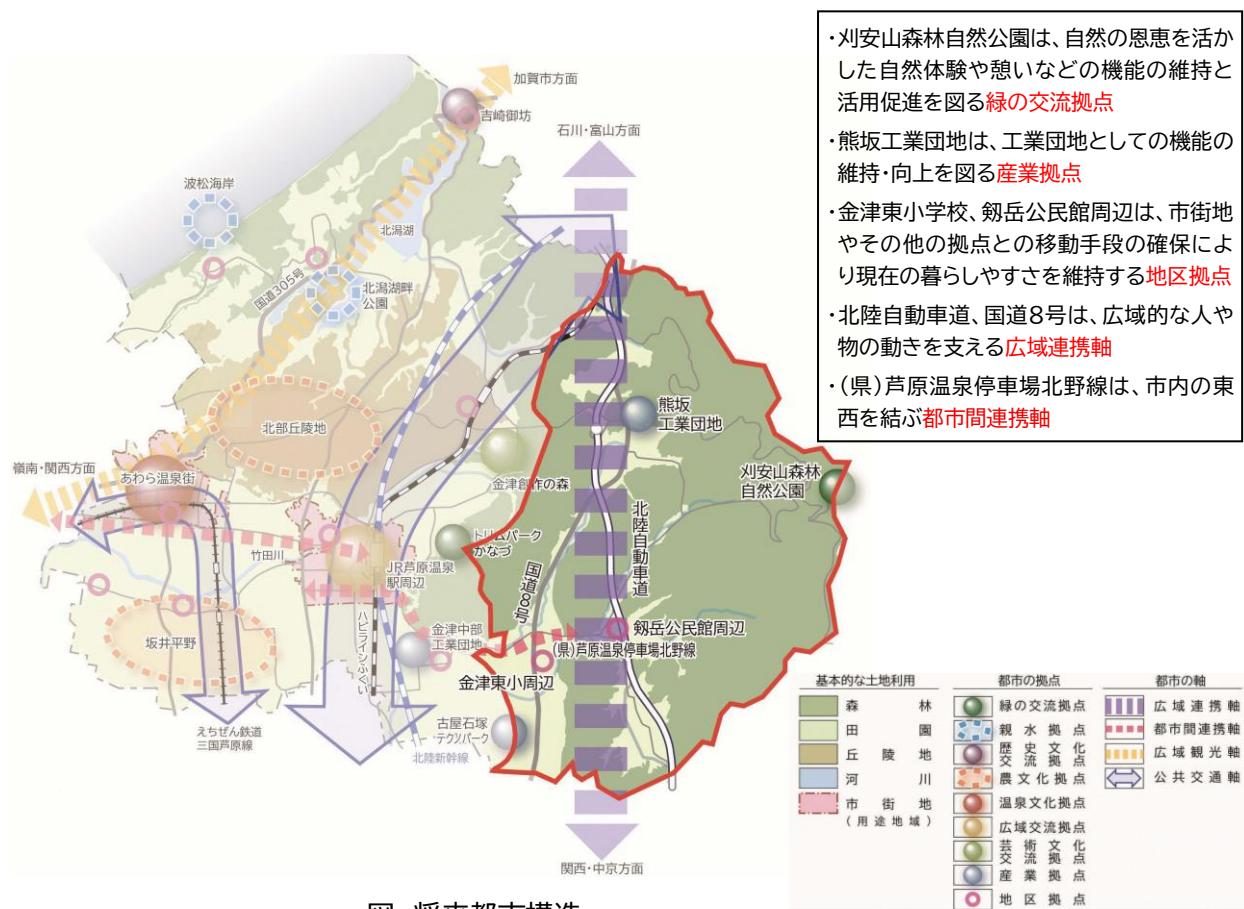 ・刈安山森林自然公園は、自然の恩恵を活か
した自然体験や憩いなどの機能の維持と
活用促進を図る緑の交流拠点
・熊坂工業団地は、工業団地としての機能の
維持・向上を図る産業拠点
・金津東小学校、剱岳公民館周辺は、市街地
やその他の拠点との移動手段の確保によ
り現在の暮らしやすさを維持する地区拠点
・北陸自動車道、国道8号は、広域的な人や
物の動きを支える広域連携軸
・(県)芦原温泉停車場北野線は、市内の東
西を結ぶ都市間連携軸
加賀市方面
吉崎御坊
石川・富山方面
波松海岸
北潟湖
国道305号
北潟湖畔
公園
北部丘陵地
熊坂
工業団地
嶺南・関西方面
あわら温泉街
金津創作の森
刈安山森林
自然公園
北陸自動車道
トリムパーク
かなづ
竹田川
JR芦原温泉
駅周辺
国道8号
ハピラインふくい
金津中部
工業団地
剱岳公民館周辺
(県)芦原温泉停車場北野線
坂井平野
金津東小周辺
古屋石塚
テクノパーク
えちぜん鉄道
三国芦原線
北陸新幹線
関西・中京方面
基本的な土地利用
森林
田園
丘陵地
河川
市街地
(用途地域)
都市の拠点
緑の交流拠点
親水拠点
歴史文化
交流拠点
農文化拠点
温泉文化拠点
広域交流拠点
芸術文化
交流拠点
産業拠点
地区拠点
都市の軸
広域連携軸
都市間連携軸
広域観光軸
公共交通軸